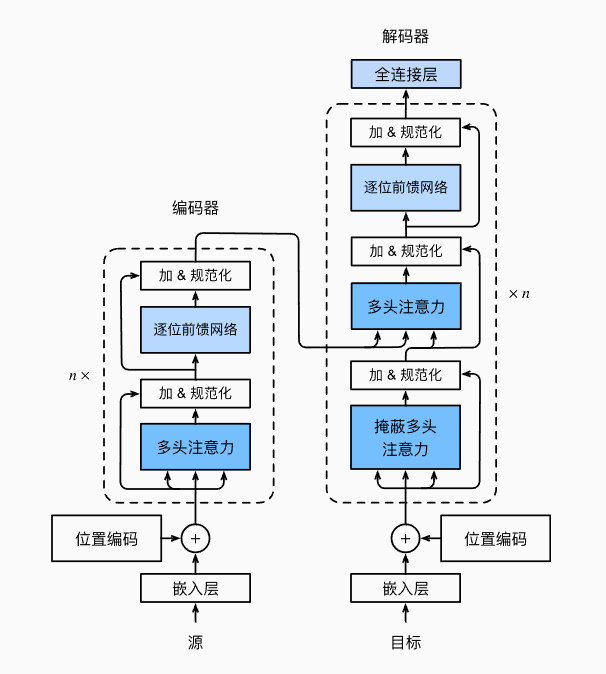 解码器
全连接层
加 & 规范化
逐位前馈网络
加 & 规范化
多头注意力
加 & 规范化
掩蔽多头
注意力
× n
位置编码
+
嵌入层
目标
编码器
加 & 规范化
逐位前馈网络
加 & 规范化
多头注意力
n ×
位置编码
+
嵌入层
源